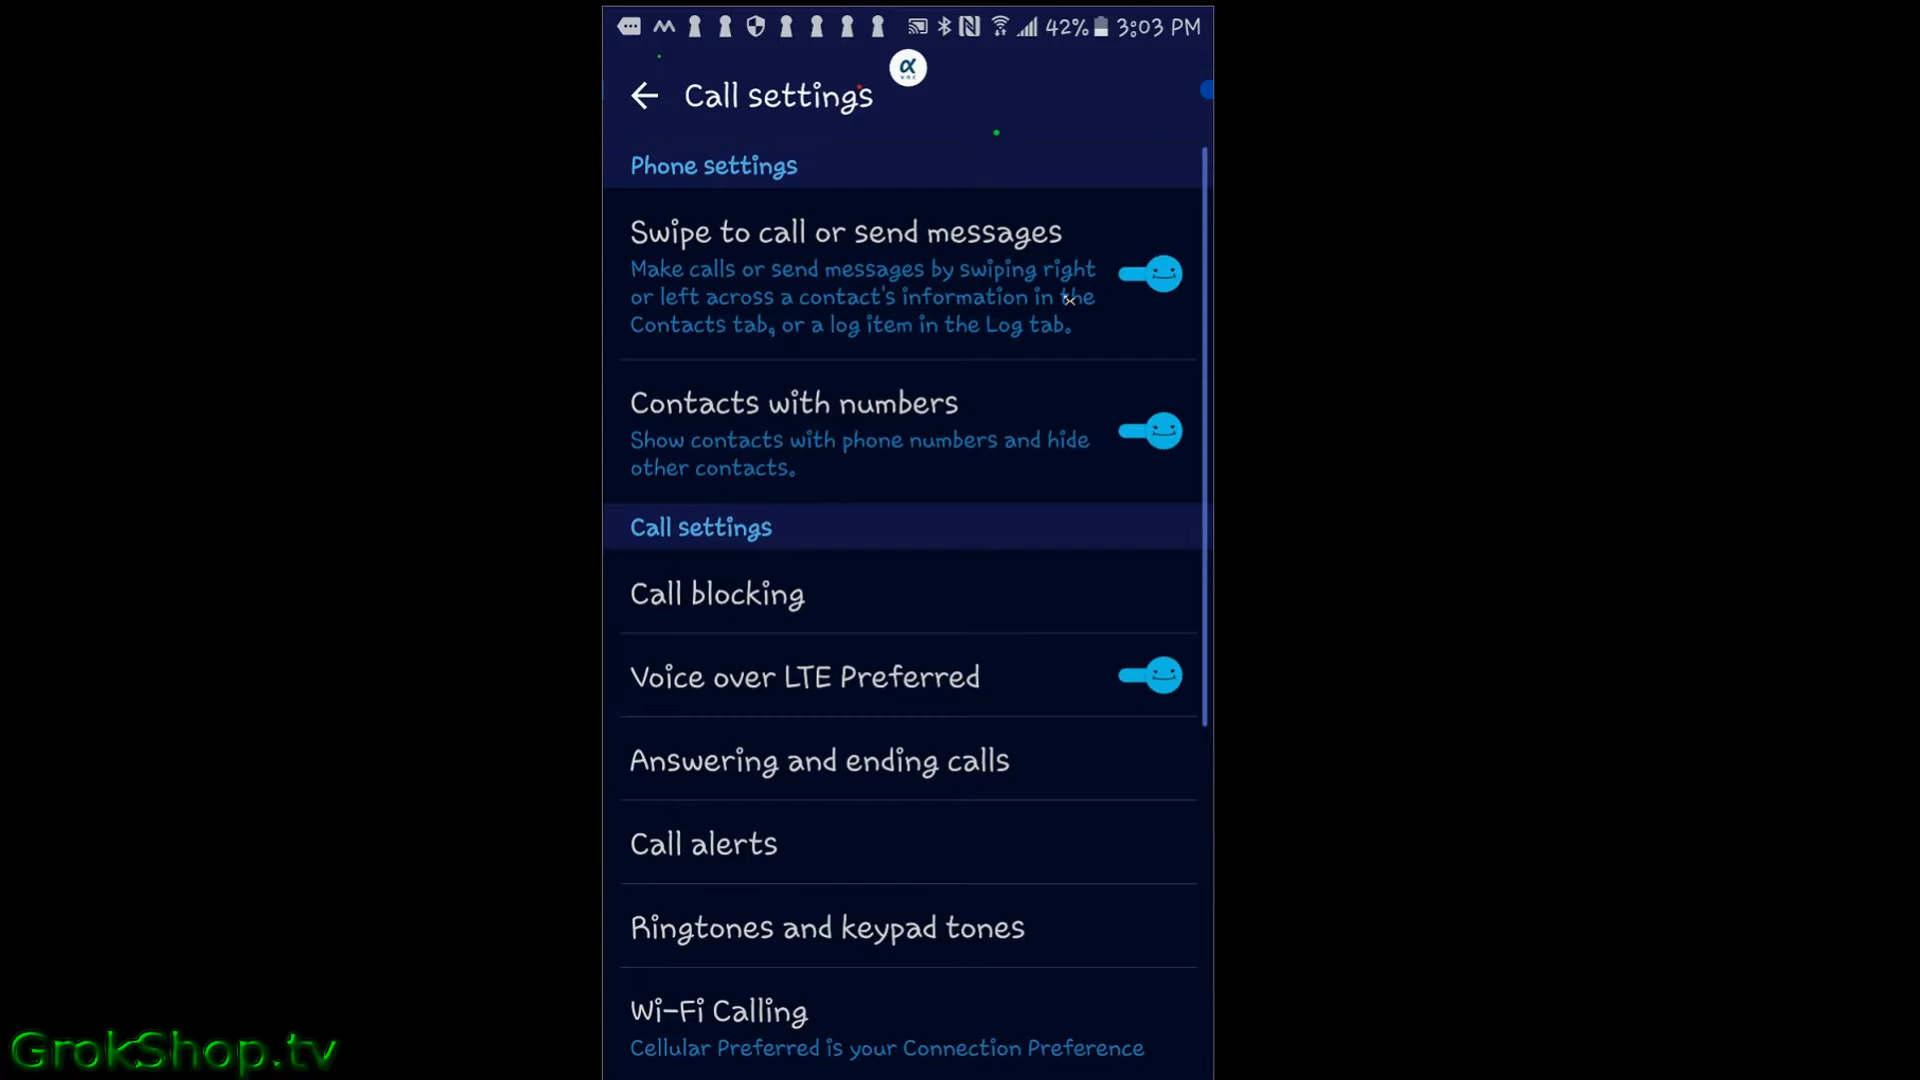 42% 3:03 PM
α
Call settings
Phone settings
Swipe to call or send messages
Make calls or send messages by swiping right
or left across a contact's information in the
Contacts tab, or a log item in the Log tab.
Contacts with numbers
Show contacts with phone numbers and hide
other contacts.
Call settings
Call blocking
Voice over LTE Preferred
Answering and ending calls
Call alerts
Ringtones and keypad tones
Wi-Fi Calling
Cellular Preferred is your Connection Preference
GrokShop.tv